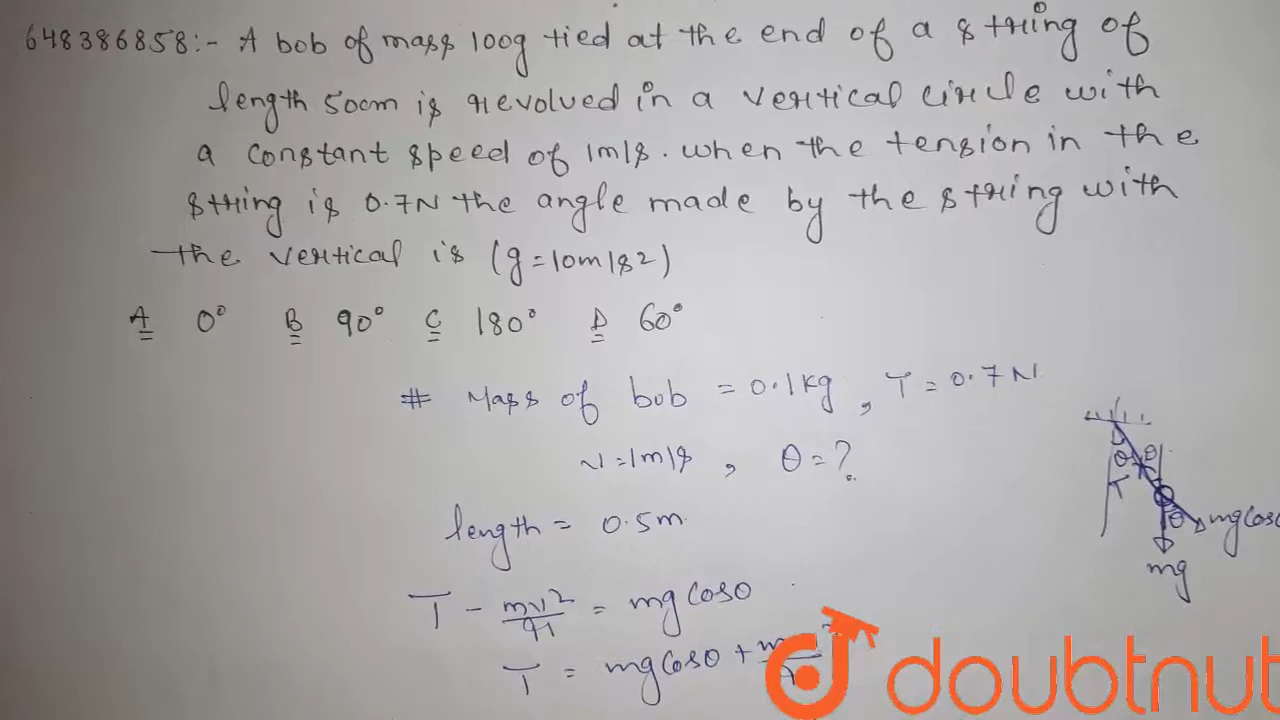 648386858:- A bob of mass 100g tied at the end of a string of
length 50cm is revolved in a vertical circle with
a constant speed of 1m/s. when the tension in the
string is 0.7N the angle made by the string with
the vertical is (g=10m/s2)
A 0° B 90° C 180° D 60°
# Mass of bob = 0.1kg, T = 0.7N
v=1m/s, θ=?
length = 0.5m
T - mv²/r = mg cosθ
T = mg cosθ +
θ θ
T
θ mg cosθ
mg
doubtnut